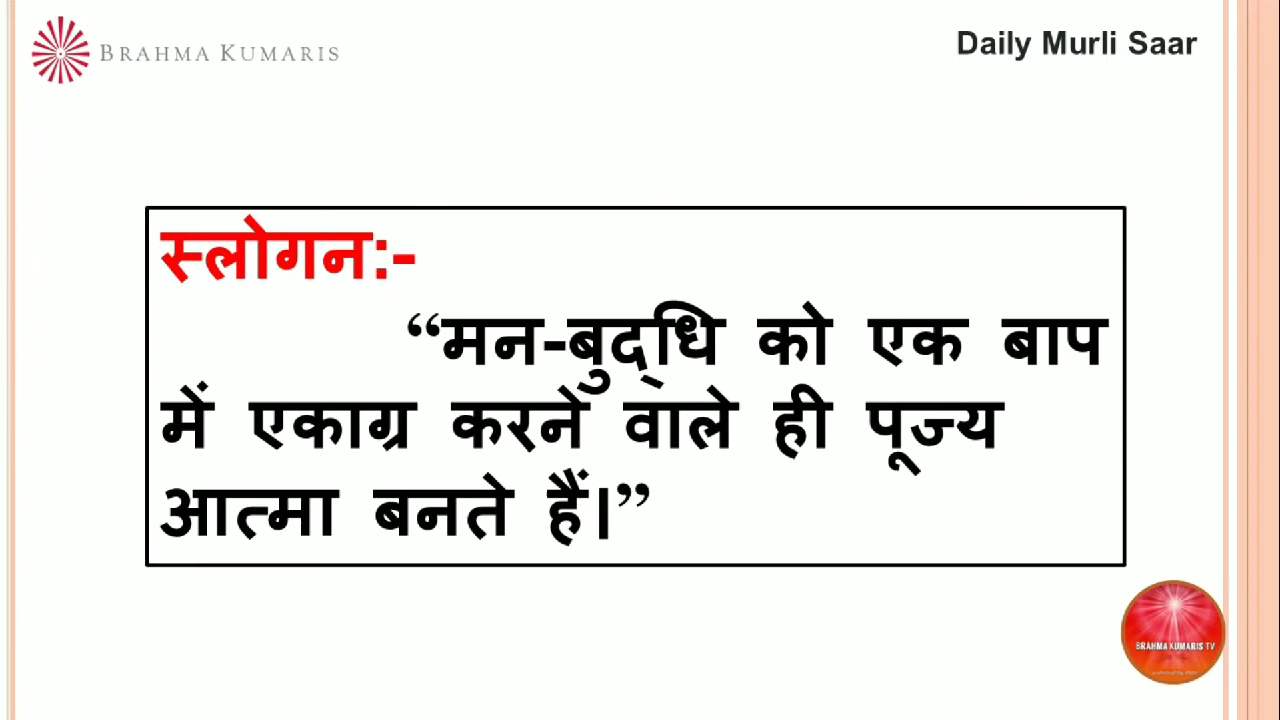 BRAHMA KUMARIS
Daily Murli Saar
स्लोगन:-
“मन-बुद्धि को एक बाप
में एकाग्र करने वाले ही पूज्य
आत्मा बनते हैं।”
BRAHMA KUMARIS TV